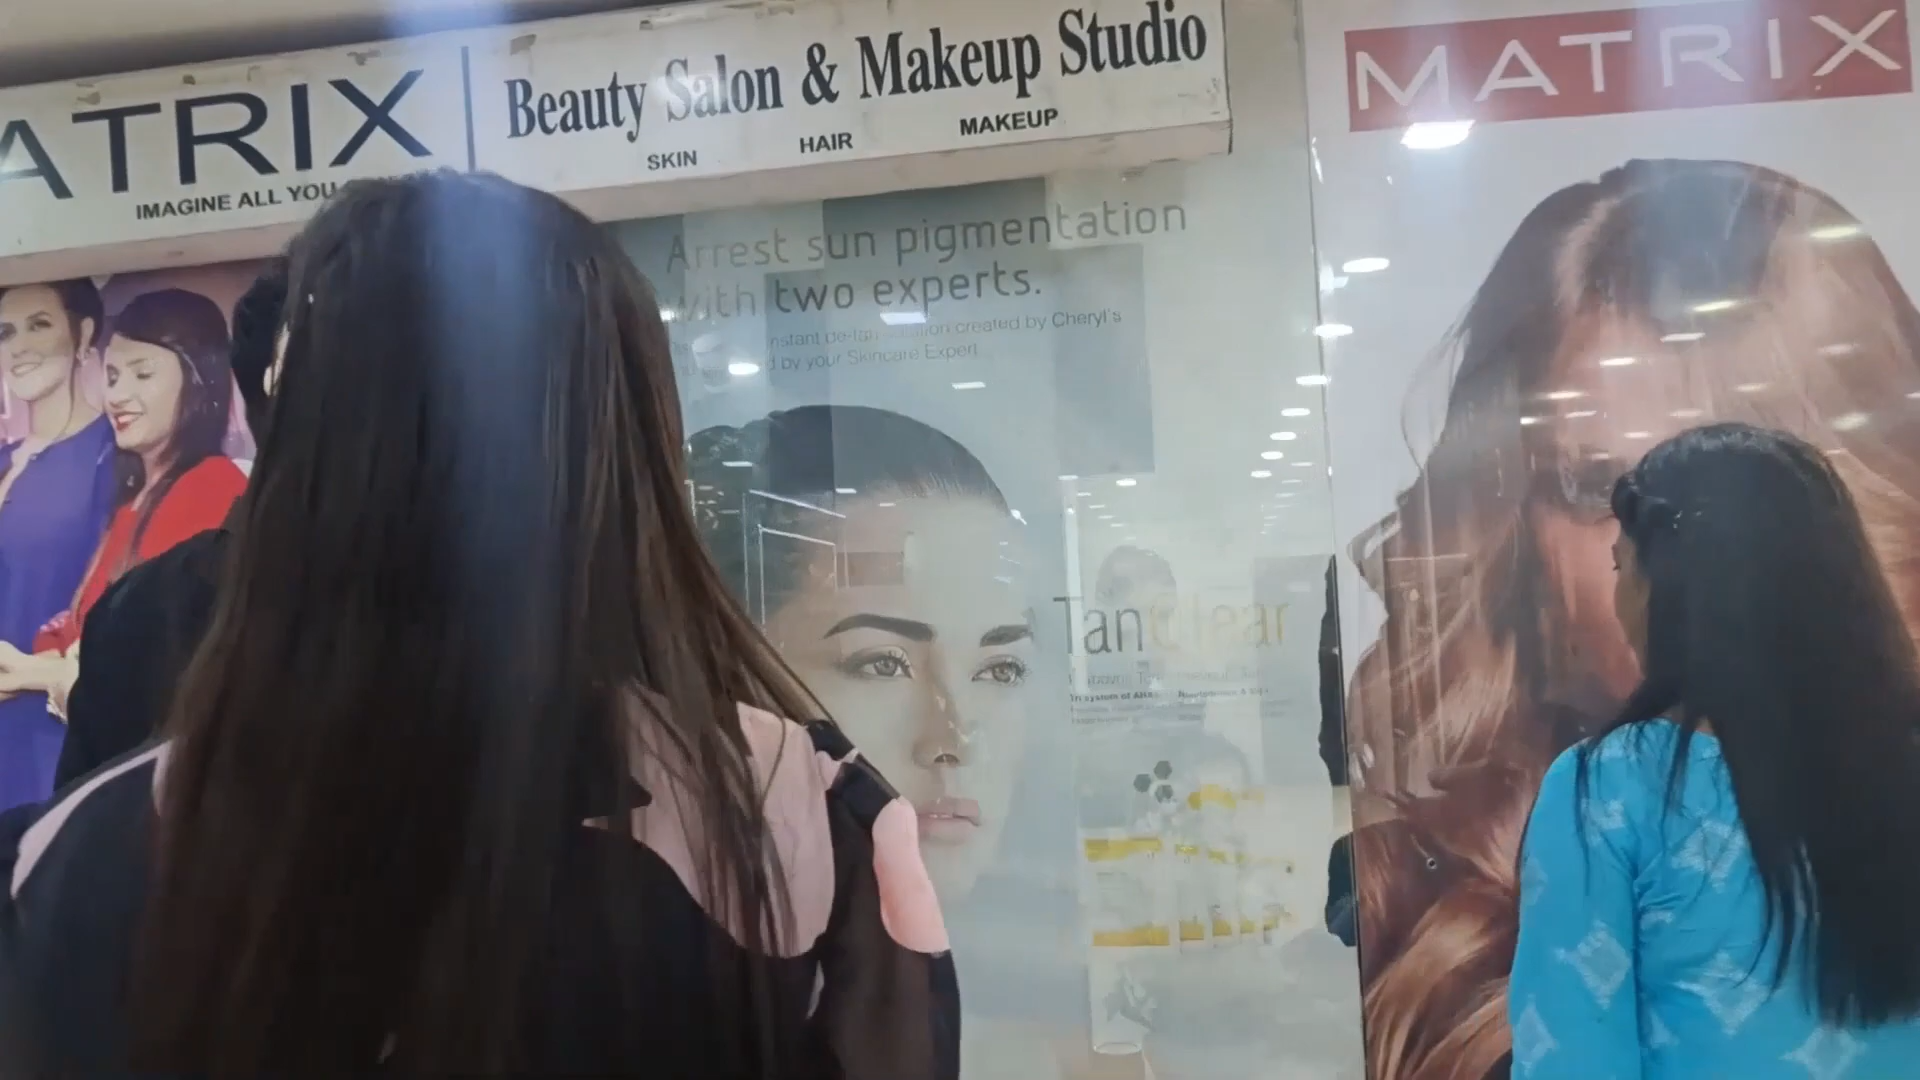 ATRIX
IMAGINE ALL YOU
Beauty Salon & Makeup Studio
SKIN HAIR MAKEUP
MATRIX
Arrest sun pigmentation
with two experts.
created by Cheryl's
by your Skincare Expert
TanClear